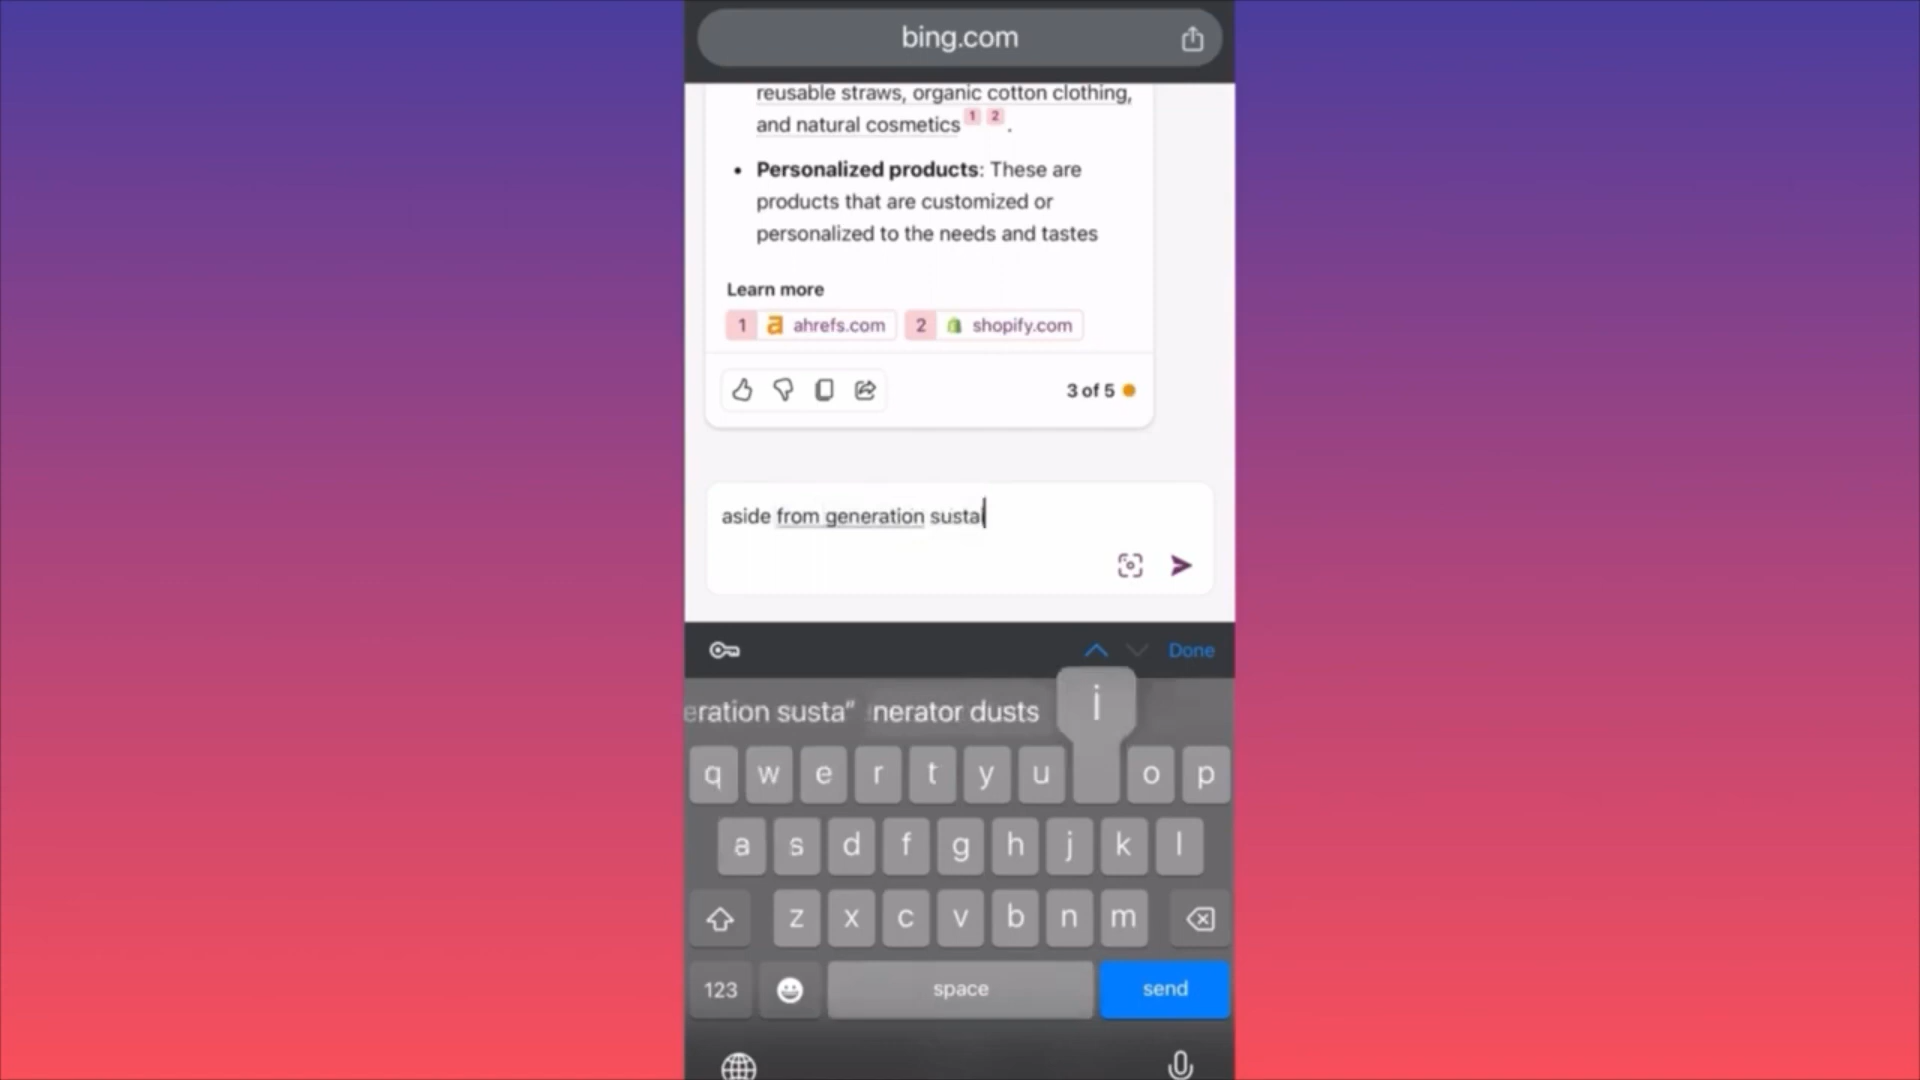 bing.com
reusable straws, organic cotton clothing,
and natural cosmetics 1 2 .
• Personalized products: These are
products that are customized or
personalized to the needs and tastes
Learn more
1 ahrefs.com 2 shopify.com
3 of 5
aside from generation sustai
Done
eration susta" nerator dusts i
q w e r t y u o p
a s d f g h j k l
z x c v b n m
123 space send